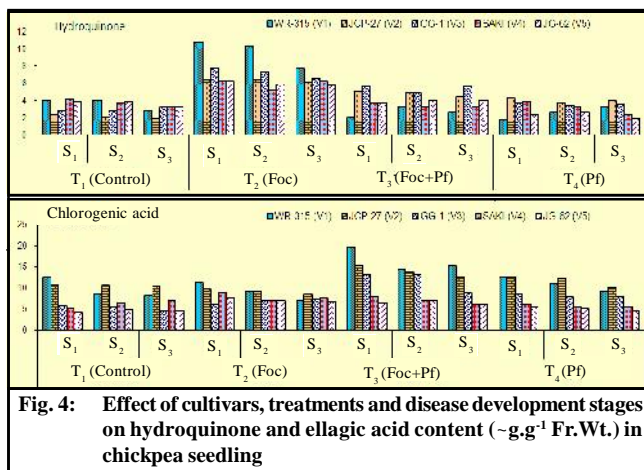 Hydroquinone
WR-315 (V1) JCP-27 (V2) GG-1 (V3) SAKI (V4) JG-62 (V5)
12
8
6
4
2
0
S1 S2 S3 S1 S2 S3 S1 S2 S3 S1 S2 S3
T1 (Control) T2 (Foc) T3 (Foc+Pf) T4 (Pf)
Chlorogenic acid
WR-315 (V1) JCP-27 (V2) GG-1 (V3) SAKI (V4) JG-62 (V5)
25
20
15
10
5
0
S1 S2 S3 S1 S2 S3 S1 S2 S3 S1 S2 S3
T1 (Control) T2 (Foc) T3 (Foc+Pf) T4 (Pf)
Fig. 4: Effect of cultivars, treatments and disease development stages
on hydroquinone and ellagic acid content (~g.g-1 Fr.Wt.) in
chickpea seedling